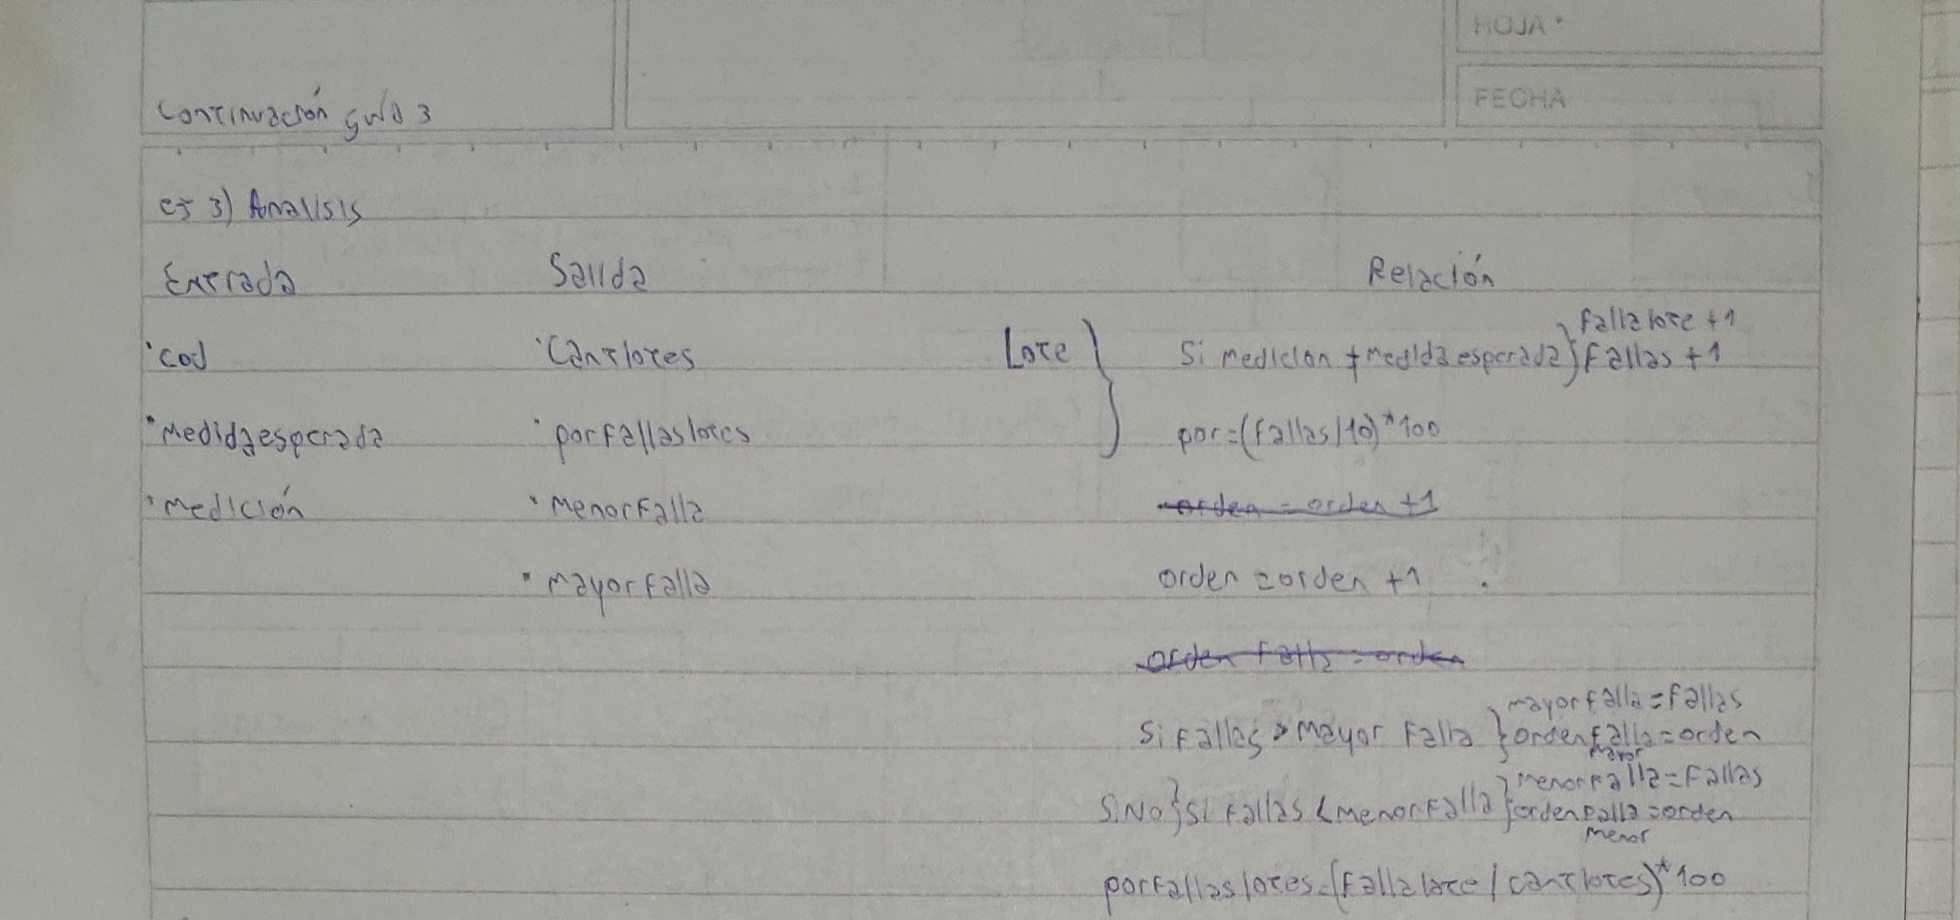 HOJA
FECHA
Continuación guía 3
ej 3) Analisis
Entrada Salida Relación
fallalote +1
·cod ·Cantlotes Lote } Si medicion ≠ medidaesperada } fallas +1
·Medidaesperada ·porfallaslotes por=(fallas/10)*100
·Medición ·Menorfalla orden = orden +1
·mayorfalla orden = orden +1
orden falla = orden
mayorfalla = fallas
Si fallas > Mayor Falla } ordenfalla = orden
mayor
Menorfalla = Fallas
SiNo } Si Fallas < MenorFalla } ordenfalla = orden
menor
porfallaslotes = (fallalote / cantlotes)*100